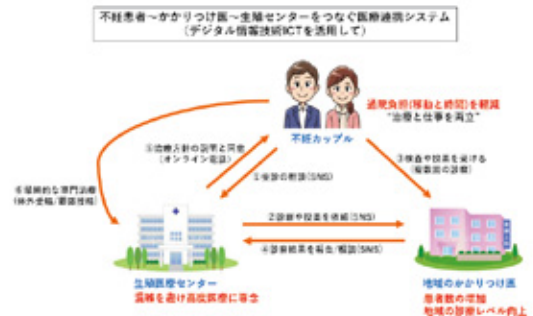 不妊患者～かかりつけ医～生殖センターをつなぐ医療連携システム
(デジタル情報技術ICTを活用して)
通院負担(移動と時間)を軽減
"治療と仕事を両立"
不妊カップル
⑤治療方針の説明と同意
(オンライン面談)
①受診の相談(SNS)
③検査や投薬を受ける
(複数回の診察)
⑥最終的な専門治療
(体外受精/顕微授精)
②診察や投薬を依頼(SNS)
④診察結果を報告/相談(SNS)
生殖医療センター
混雑を避け高度医療に専念
地域のかかりつけ医
患者数の増加
地域の診療レベル向上